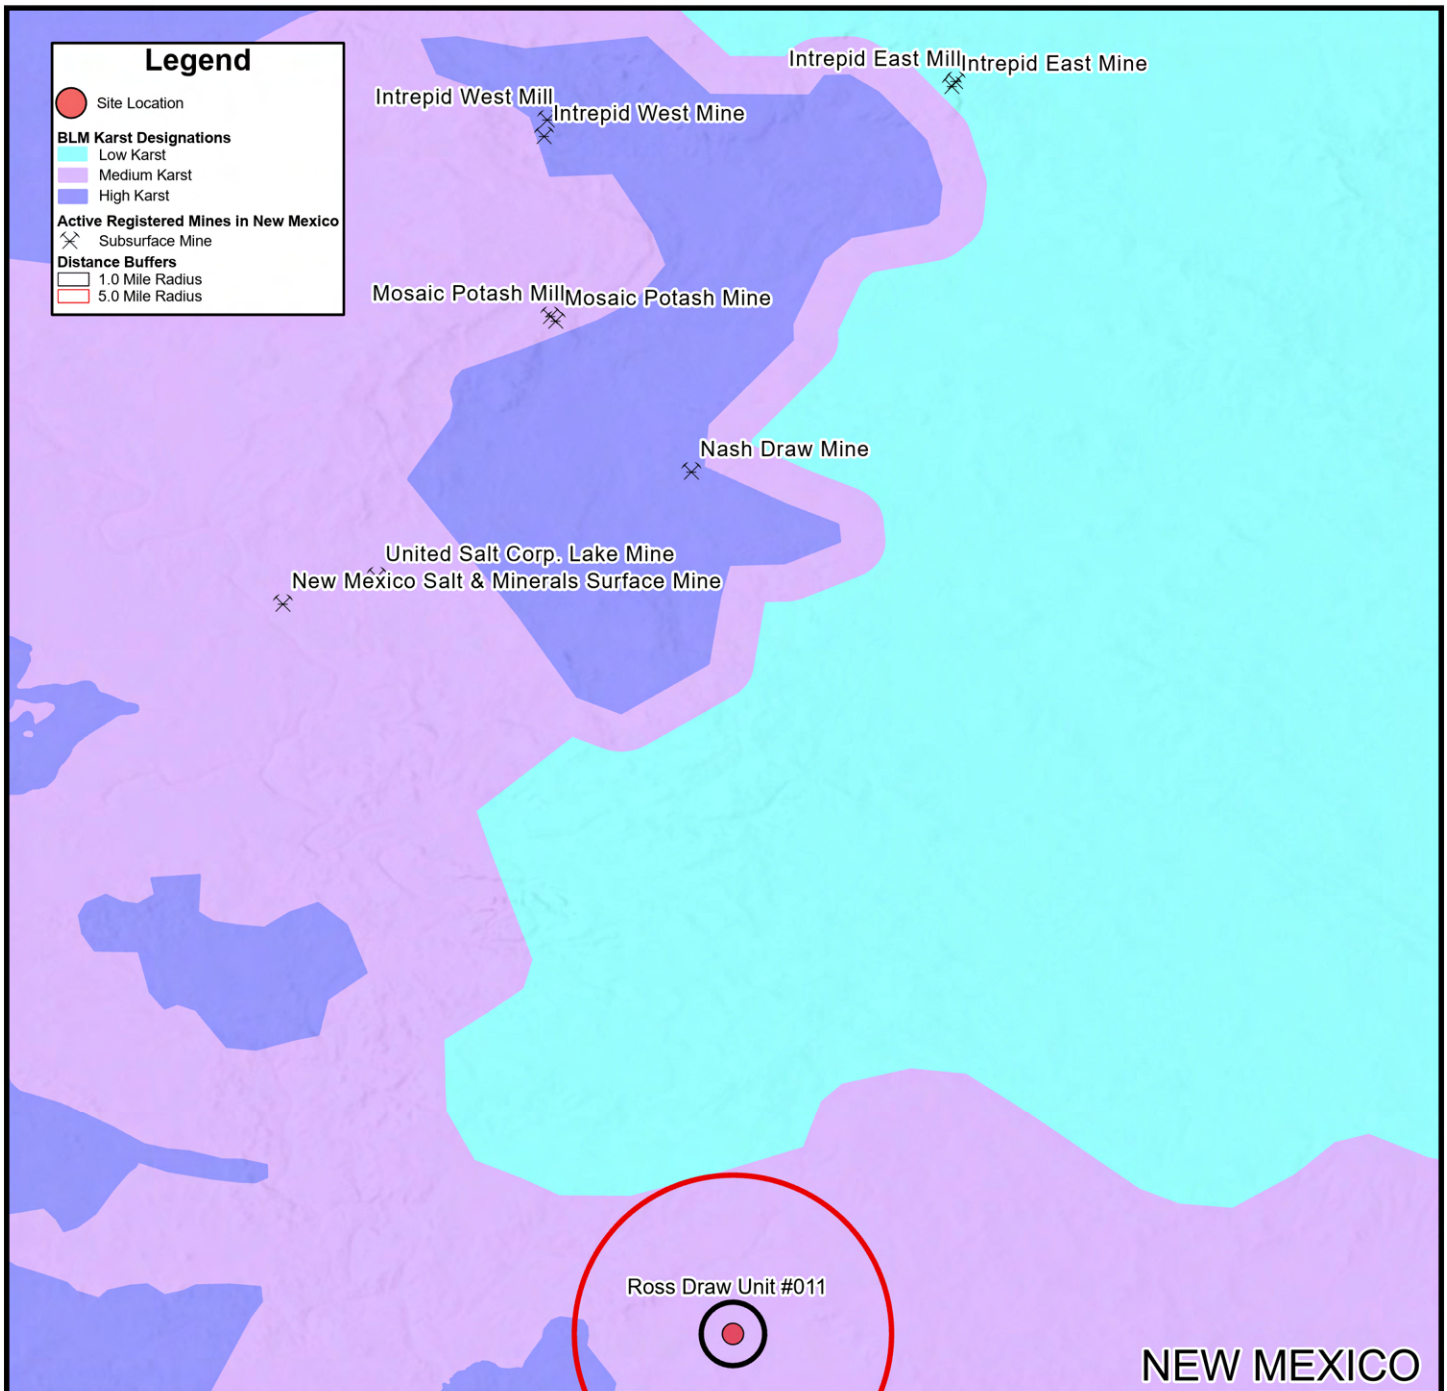 Legend
Site Location
BLM Karst Designations
Low Karst
Medium Karst
High Karst
Active Registered Mines in New Mexico
Subsurface Mine
Distance Buffers
1.0 Mile Radius
5.0 Mile Radius
Intrepid East Mill
Intrepid East Mine
Intrepid West Mill
Intrepid West Mine
Mosaic Potash Mill
Mosaic Potash Mine
Nash Draw Mine
United Salt Corp. Lake Mine
New Mexico Salt & Minerals Surface Mine
Ross Draw Unit #011
NEW MEXICO